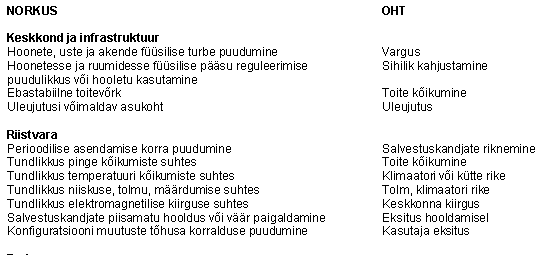 NORKUS OHT
Keskkond ja infrastruktuur
Hoonete, uste ja akende füüsilise turbe puudumine Vargus
Hoonetesse ja ruumidesse füüsilise pääsu reguleerimise Sihilik kahjustamine
puudulikkus või hooletu kasutamine
Ebastabiilne toitevõrk Toite kõikumine
Uleujutusi võimaldav asukoht Uleujutus
Riistvara
Perioodilise asendamise korra puudumine Salvestuskandjate riknemine
Tundlikkus pinge kõikumiste suhtes Toite kõikumine
Tundlikkus temperatuuri kõikumiste suhtes Klimaatori või kütte rike
Tundlikkus niiskuse, tolmu, määrdumise suhtes Tolm, klimaatori rike
Tundlikkus elektromagnetilise kiirguse suhtes Keskkonna kiirgus
Salvestuskandjate piisamatu hooldus või väär paigaldamine Eksitus hooldamisel
Konfiguratsiooni muutuste tõhusa korralduse puudumine Kasutaja eksitus